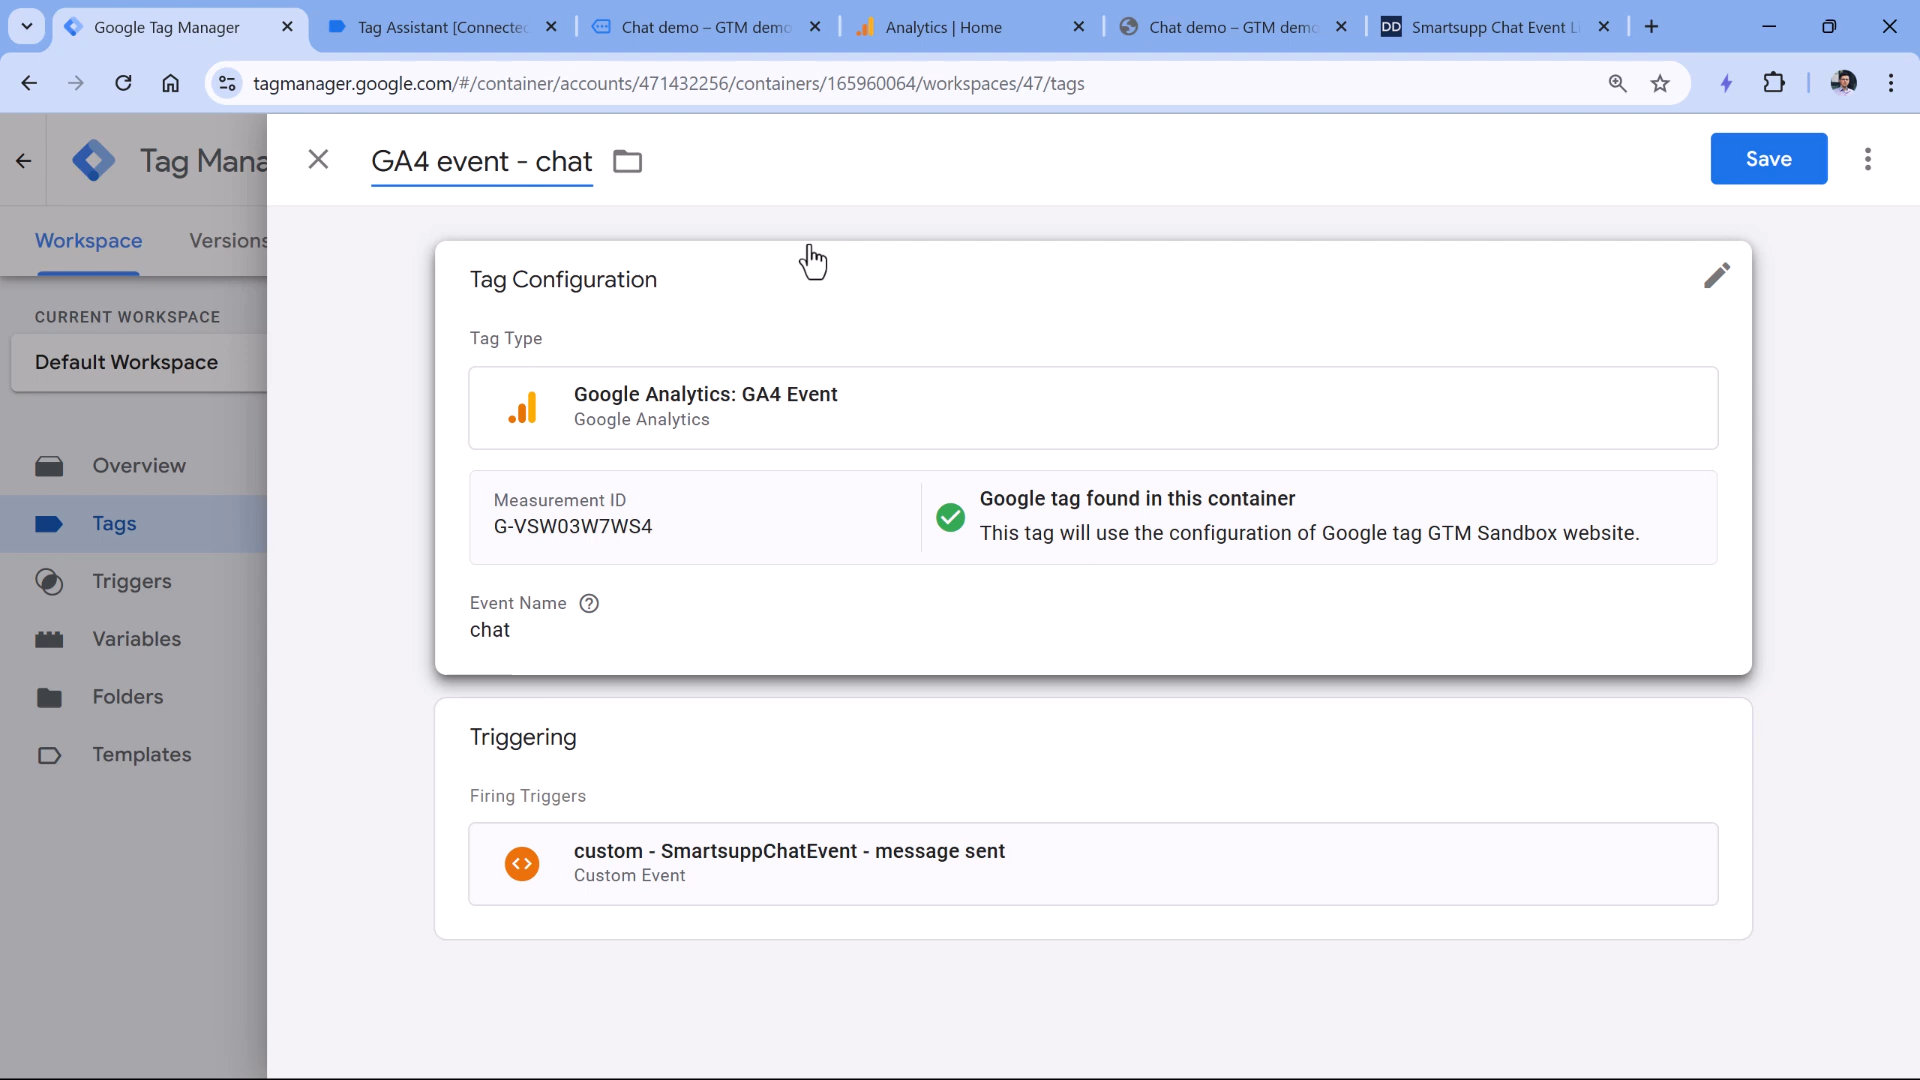 Google Tag Manager
Tag Assistant [Connected
Chat demo – GTM demo
Analytics | Home
Chat demo – GTM demo
DD Smartsupp Chat Event Li
tagmanager.google.com/#/container/accounts/471432256/containers/165960064/workspaces/47/tags
Tag Mana
GA4 event - chat
Save
Workspace
Versions
CURRENT WORKSPACE
Default Workspace
Overview
Tags
Triggers
Variables
Folders
Templates
Tag Configuration
Tag Type
Google Analytics: GA4 Event
Google Analytics
Measurement ID
G-VSW03W7WS4
Google tag found in this container
This tag will use the configuration of Google tag GTM Sandbox website.
Event Name
chat
Triggering
Firing Triggers
custom - SmartsuppChatEvent - message sent
Custom Event